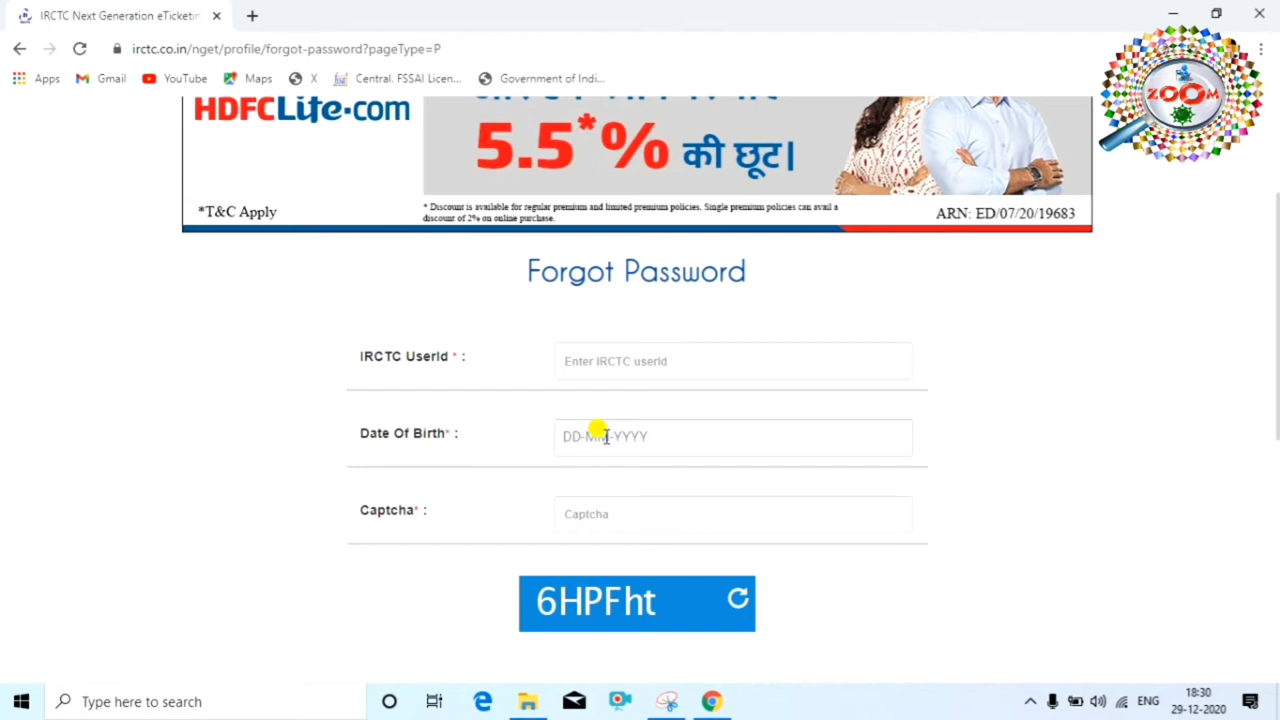 IRCTC Next Generation eTicketin
irctc.co.in/nget/profile/forgot-password?pageType=P
Apps Gmail YouTube Maps X Central. FSSAI Licen... Government of Indi...
ZOOM
HDFCLife.com
5.5*% की छूट।
*T&C Apply
* Discount is available for regular premium and limited premium policies. Single premium policies can avail a
discount of 2% on online purchase.
ARN: ED/07/20/19683
Forgot Password
IRCTC UserId * :
Enter IRCTC userId
Date Of Birth* :
DD-MM-YYYY
Captcha* :
Captcha
6HPFht
Type here to search
ENG
18:30
29-12-2020